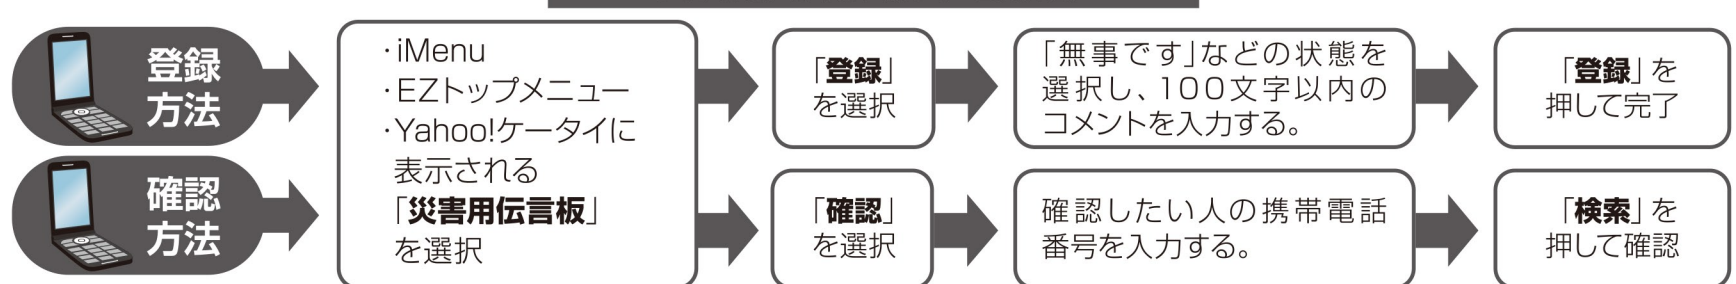 登録
方法
・iMenu
・EZトップメニュー
・Yahoo!ケータイに
表示される
「災害用伝言板」
を選択
「登録」
を選択
「無事です」などの状態を
選択し、100文字以内の
コメントを入力する。
「登録」を
押して完了
確認
方法
「確認」
を選択
確認したい人の携帯電話
番号を入力する。
「検索」を
押して確認